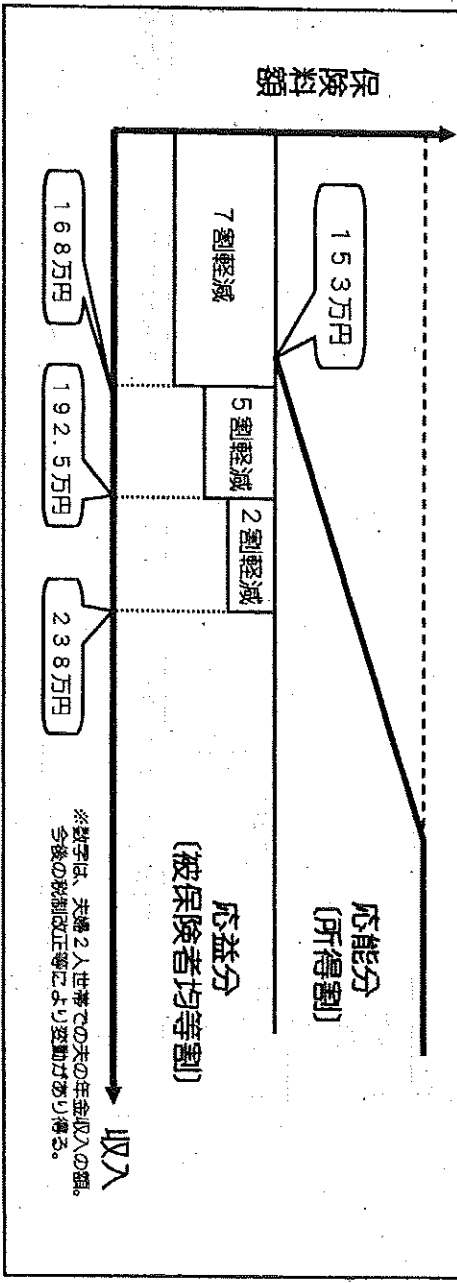 保険料額
153万円
応能分
(所得割)
7割軽減
5割軽減
2割軽減
応益分
(被保険者均等割)
168万円
192.5万円
238万円
収入
※数字は、夫婦2人世帯での夫の年金収入の額。
今後の税制改正等により変動があり得る。